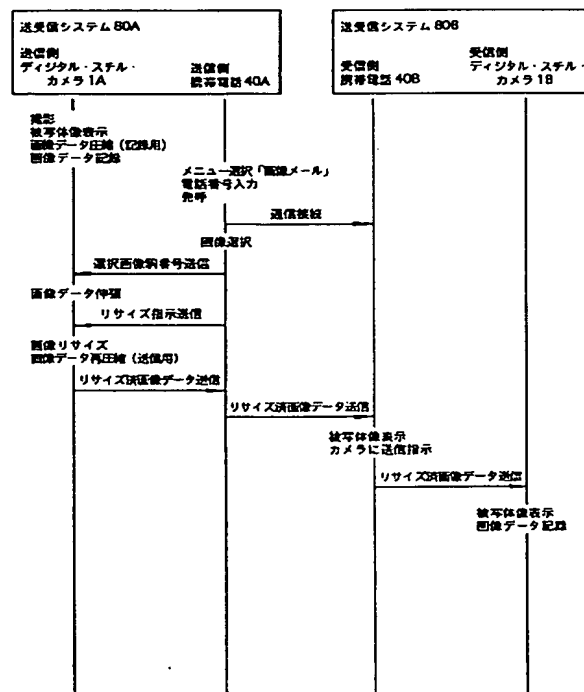 送受信システム 80A
送信側
ディジタル・スチル・
カメラ 1A
送信側
携帯電話 40A
送受信システム 80B
受信側
携帯電話 40B
受信側
ディジタル・スチル・
カメラ 1B
撮影
被写体像表示
画像データ圧縮（記録用）
画像データ記録
メニュー選択「画像メール」
電話番号入力
発呼
通信接続
画像選択
選択画像駒番号送信
画像データ伸張
リサイズ指示送信
画像リサイズ
画像データ再圧縮（送信用）
リサイズ済画像データ送信
リサイズ済画像データ送信
被写体像表示
カメラに送信指示
リサイズ済画像データ送信
被写体像表示
画像データ記録